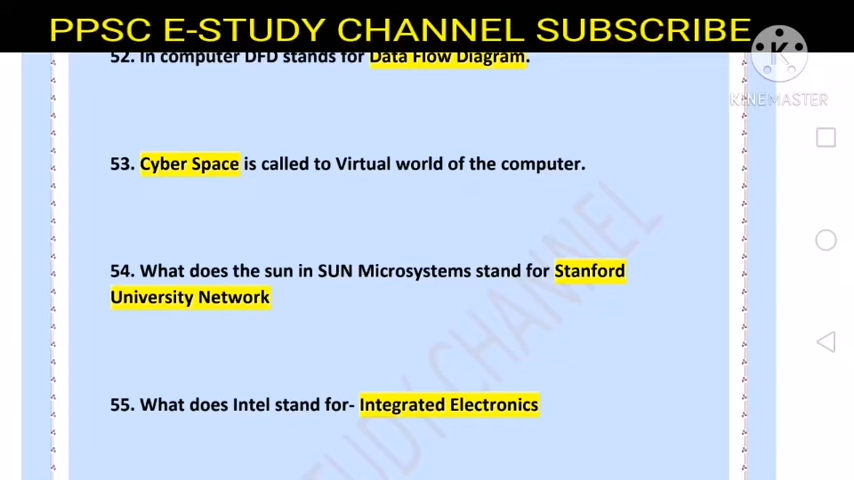 PPSC E-STUDY CHANNEL SUBSCRIBE
K
KINEMASTER
52. In computer DFD stands for Data Flow Diagram.
53. Cyber Space is called to Virtual world of the computer.
54. What does the sun in SUN Microsystems stand for Stanford
University Network
55. What does Intel stand for- Integrated Electronics
STUDY CHANNEL